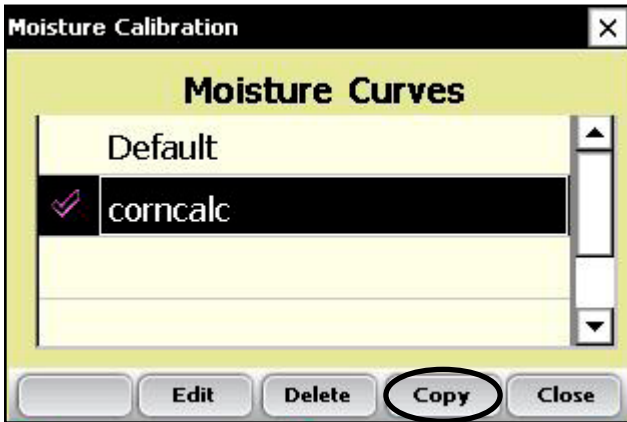 Moisture Calibration
Moisture Curves
Default
corncalc
Edit Delete Copy Close